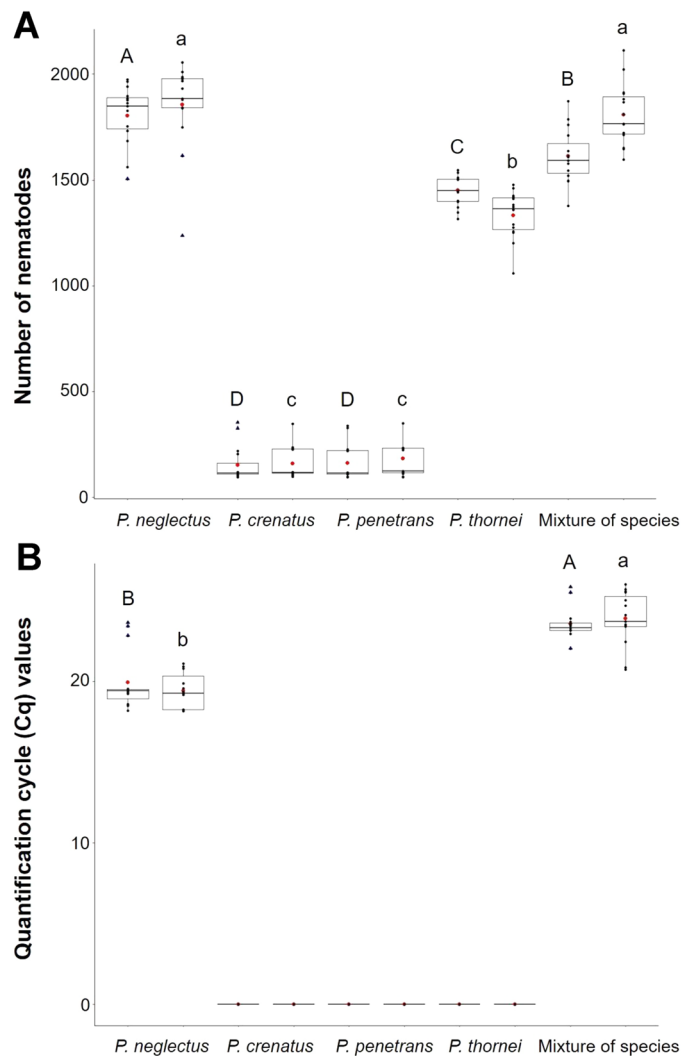 A
Number of nematodes
2000
1500
1000
500
0
A
a
D
c
D
c
C
b
B
a
P. neglectus P. crenatus P. penetrans P. thornei Mixture of species
B
Quantification cycle (Cq) values
20
10
0
B
b
A
a
P. neglectus P. crenatus P. penetrans P. thornei Mixture of species